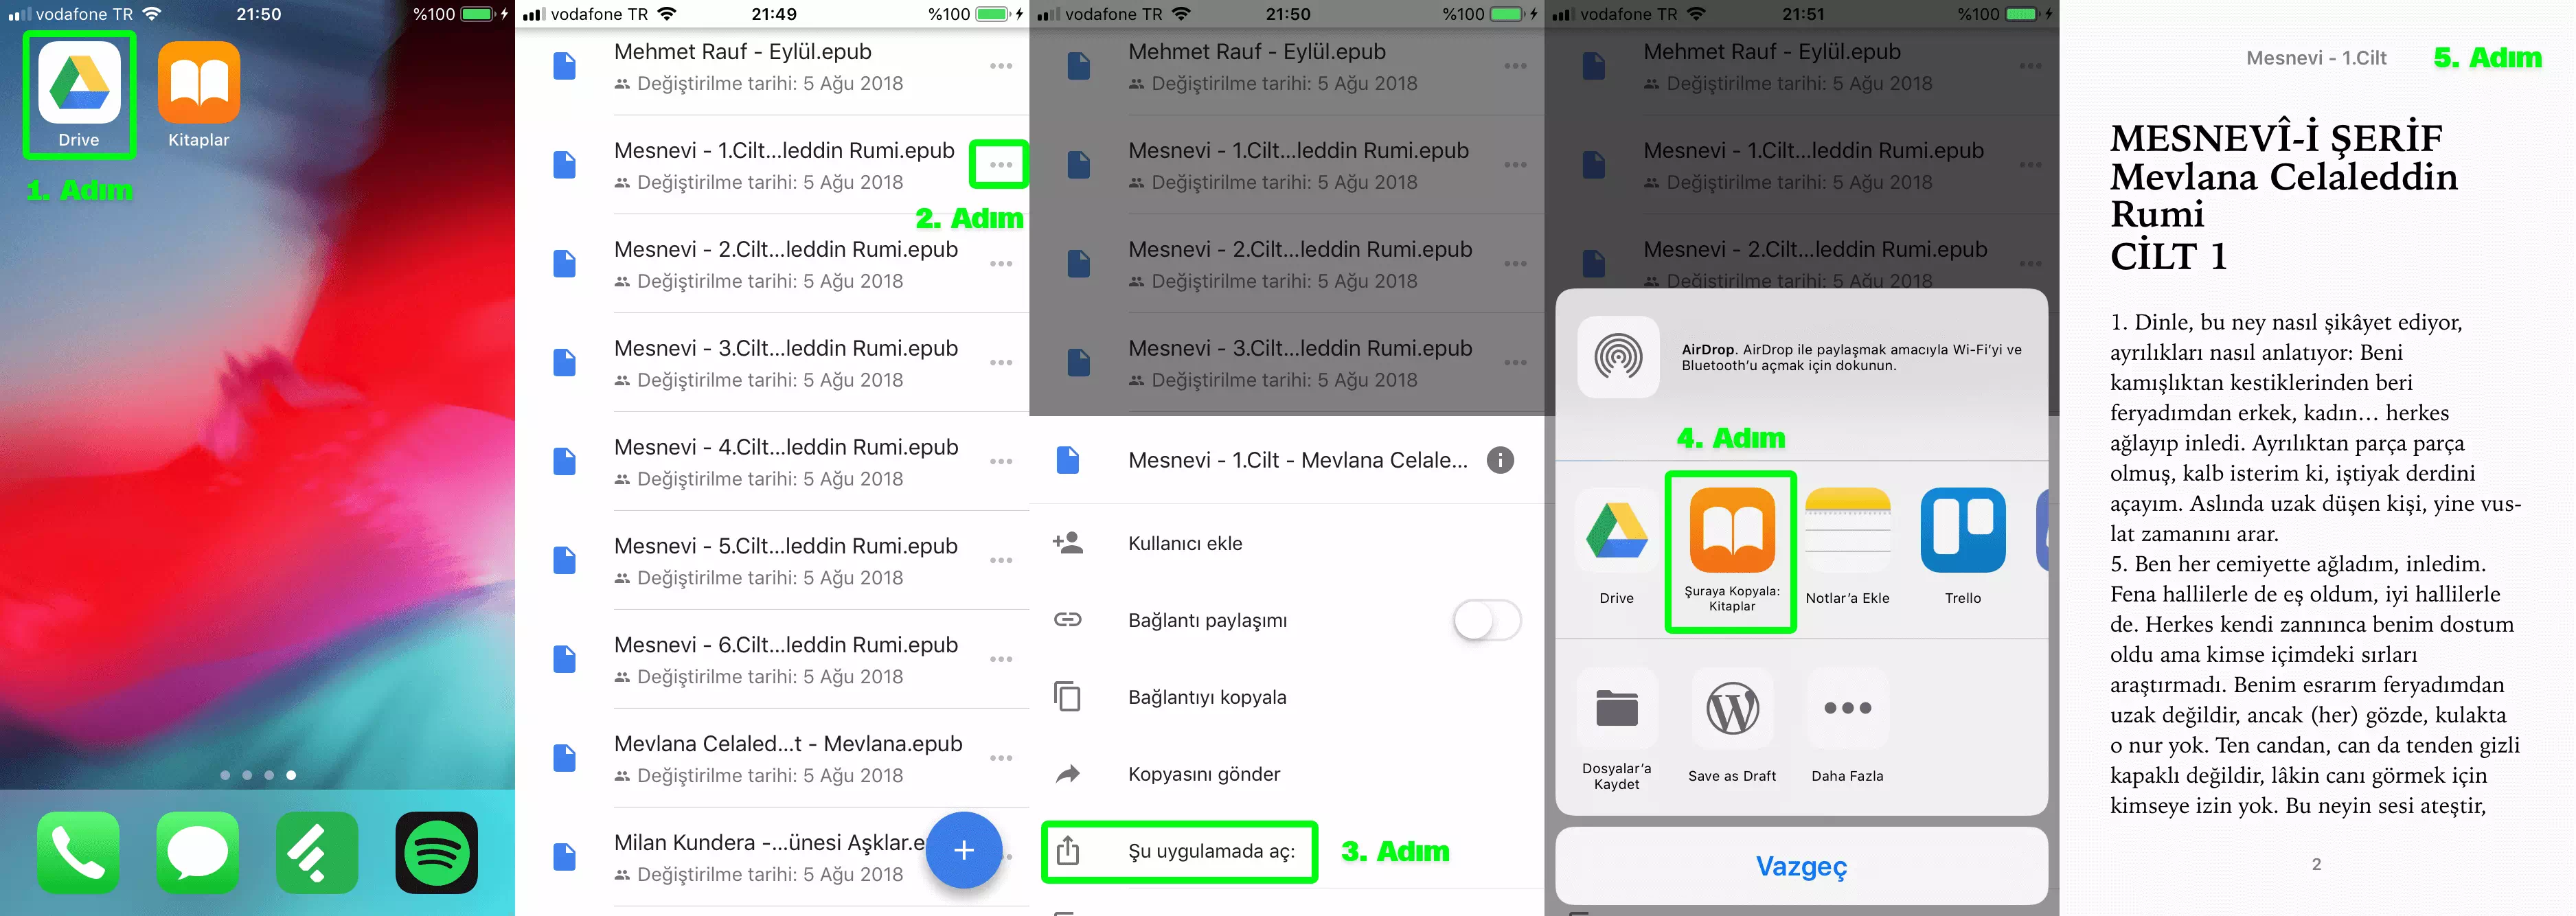 vodafone TR
21:50
%100
Drive
Kitaplar
1. Adım
vodafone TR
21:49
%100
Mehmet Rauf - Eylül.epub
Değiştirilme tarihi: 5 Ağu 2018
Mesnevi - 1.Cilt...leddin Rumi.epub
Değiştirilme tarihi: 5 Ağu 2018
2. Adım
Mesnevi - 2.Cilt...leddin Rumi.epub
Değiştirilme tarihi: 5 Ağu 2018
Mesnevi - 3.Cilt...leddin Rumi.epub
Değiştirilme tarihi: 5 Ağu 2018
Mesnevi - 4.Cilt...leddin Rumi.epub
Değiştirilme tarihi: 5 Ağu 2018
Mesnevi - 5.Cilt...leddin Rumi.epub
Değiştirilme tarihi: 5 Ağu 2018
Mesnevi - 6.Cilt...leddin Rumi.epub
Değiştirilme tarihi: 5 Ağu 2018
Mevlana Celaled...t - Mevlana.epub
Değiştirilme tarihi: 5 Ağu 2018
Milan Kundera -...ünesi Aşklar.e
Değiştirilme tarihi: 5 Ağu 2018
vodafone TR
21:50
%100
Mehmet Rauf - Eylül.epub
Değiştirilme tarihi: 5 Ağu 2018
Mesnevi - 1.Cilt...leddin Rumi.epub
Değiştirilme tarihi: 5 Ağu 2018
Mesnevi - 2.Cilt...leddin Rumi.epub
Değiştirilme tarihi: 5 Ağu 2018
Mesnevi - 3.Cilt...leddin Rumi.epub
Değiştirilme tarihi: 5 Ağu 2018
Mesnevi - 1.Cilt - Mevlana Celale...
Kullanıcı ekle
Bağlantı paylaşımı
Bağlantıyı kopyala
Kopyasını gönder
Şu uygulamada aç:
3. Adım
vodafone TR
21:51
%100
Mehmet Rauf - Eylül.epub
Değiştirilme tarihi: 5 Ağu 2018
Mesnevi - 1.Cilt...leddin Rumi.epub
Değiştirilme tarihi: 5 Ağu 2018
Mesnevi - 2.Cilt...leddin Rumi.epub
Değiştirilme tarihi: 5 Ağu 2018
AirDrop. AirDrop ile paylaşmak amacıyla Wi-Fi'yi ve
Bluetooth'u açmak için dokunun.
4. Adım
Drive
Şuraya Kopyala:
Kitaplar
Notlar'a Ekle
Trello
Dosyalar'a
Kaydet
Save as Draft
Daha Fazla
Vazgeç
Mesnevi - 1.Cilt
5. Adım
MESNEVÎ-İ ŞERİF
Mevlana Celaleddin
Rumi
CİLT 1
1. Dinle, bu ney nasıl şikâyet ediyor,
ayrılıkları nasıl anlatıyor: Beni
kamışlıktan kestiklerinden beri
feryadımdan erkek, kadın… herkes
ağlayıp inledi. Ayrılıktan parça parça
olmuş, kalb isterim ki, iştiyak derdini
açayım. Aslında uzak düşen kişi, yine vus-
lat zamanını arar.
5. Ben her cemiyette ağladım, inledim.
Fena hallilerle de eş oldum, iyi hallilerle
de. Herkes kendi zannınca benim dostum
oldu ama kimse içimdeki sırları
araştırmadı. Benim esrarım feryadımdan
uzak değildir, ancak (her) gözde, kulakta
o nur yok. Ten candan, can da tenden gizli
kapaklı değildir, lâkin canı görmek için
kimseye izin yok. Bu neyin sesi ateştir,
2